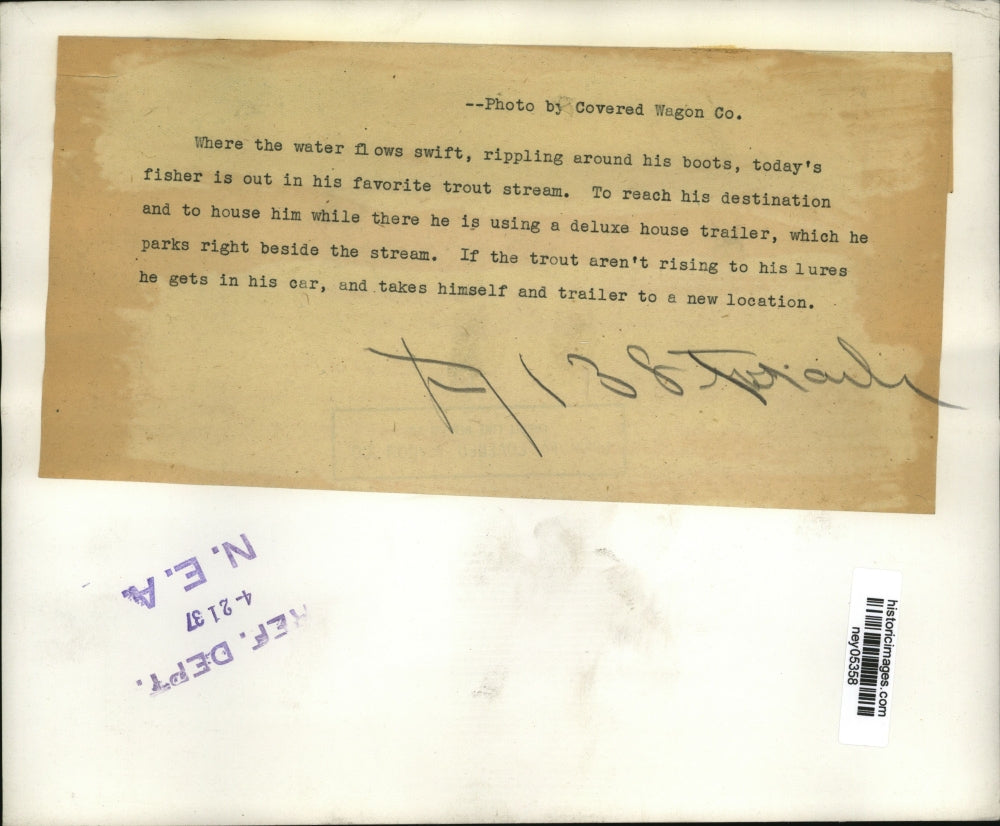 --Photo by Covered Wagon Co.
Where the water flows swift, rippling around his boots, today's
fisher is out in his favorite trout stream. To reach his destination
and to house him while there he is using a deluxe house trailer, which he
parks right beside the stream. If the trout aren't rising to his lures
he gets in his car, and takes himself and trailer to a new location.
N.E.A
4-21 37
REF. DEPT.
historicimages.com
ney05358